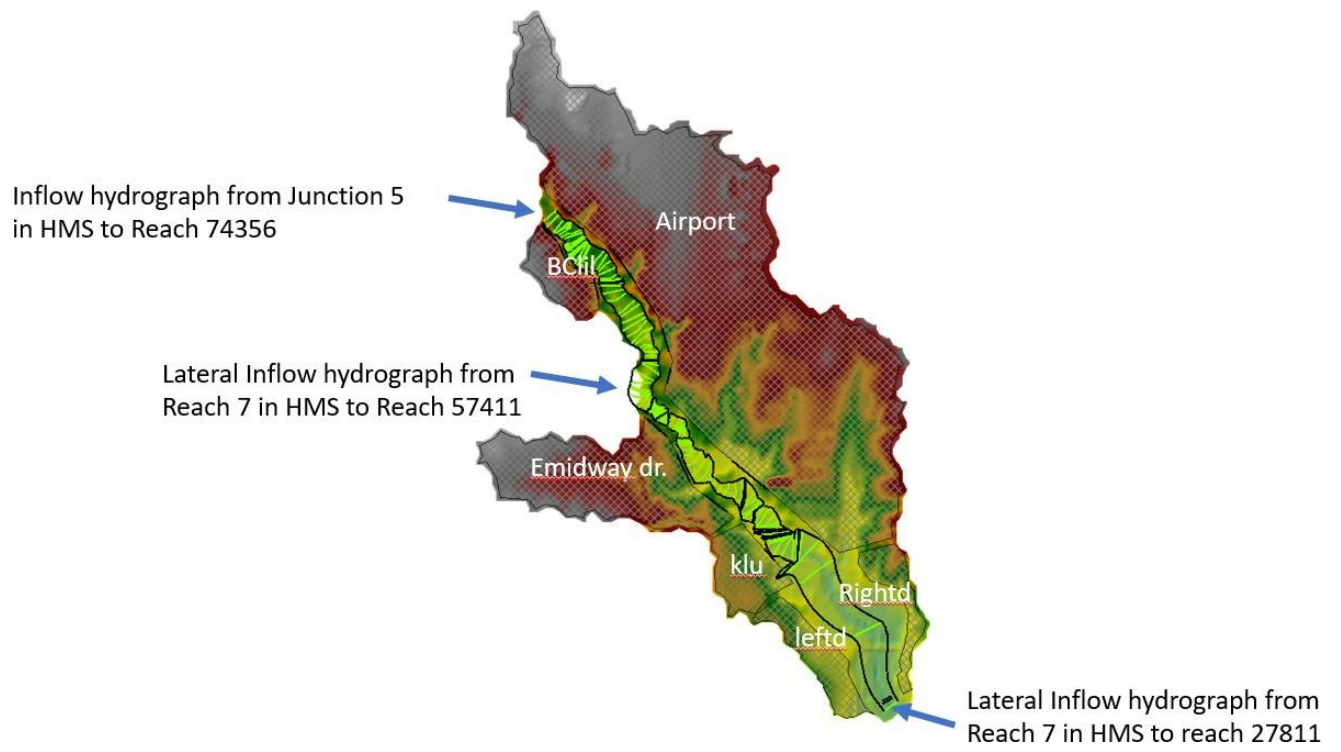 Inflow hydrograph from Junction 5
in HMS to Reach 74356
Airport
BClil
Lateral Inflow hydrograph from
Reach 7 in HMS to Reach 57411
Emidway dr.
klu
Rightd
leftd
Lateral Inflow hydrograph from
Reach 7 in HMS to reach 27811